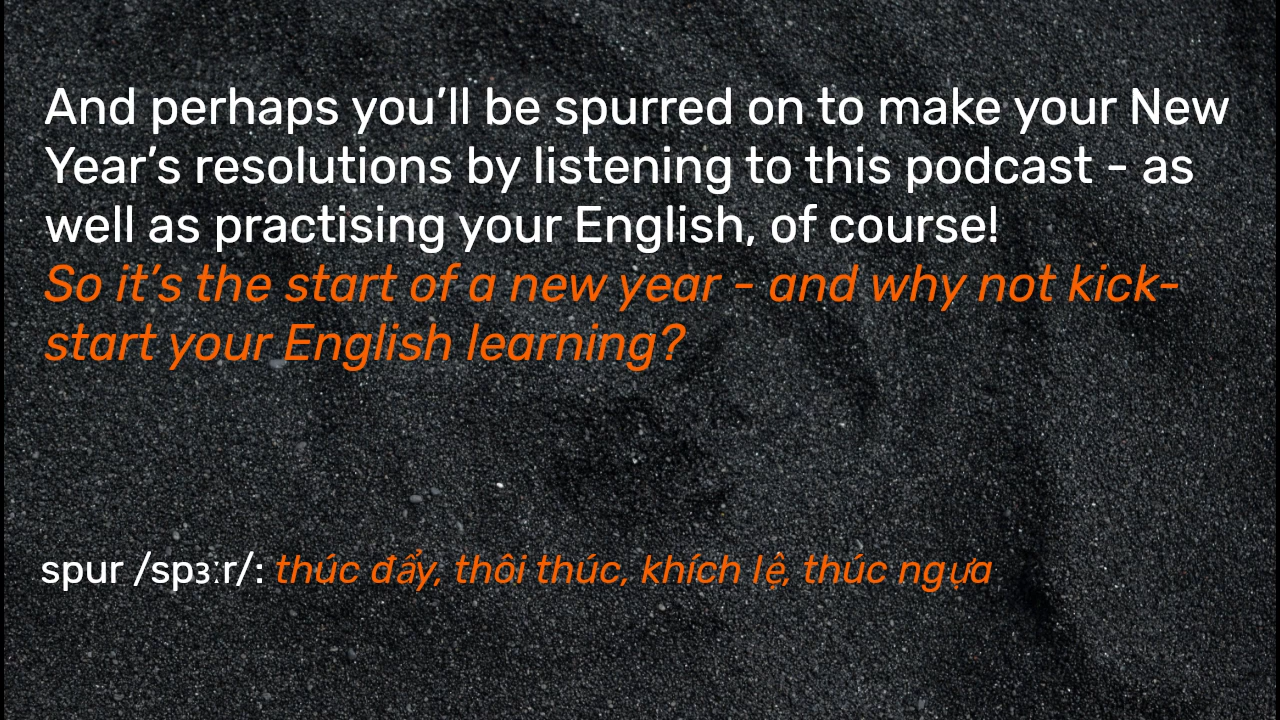 And perhaps you’ll be spurred on to make your New
Year’s resolutions by listening to this podcast - as
well as practising your English, of course!
So it’s the start of a new year - and why not kick-
start your English learning?
spur /spɜːr/: thúc đẩy, thôi thúc, khích lệ, thúc ngựa